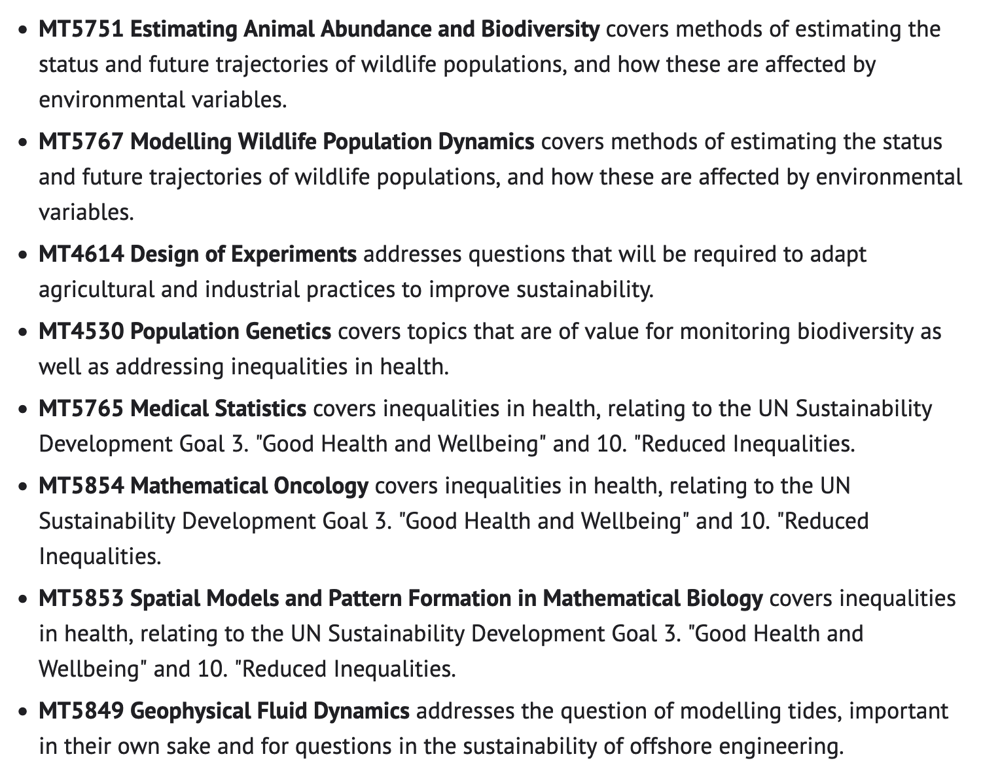 • MT5751 Estimating Animal Abundance and Biodiversity covers methods of estimating the
status and future trajectories of wildlife populations, and how these are affected by
environmental variables.
• MT5767 Modelling Wildlife Population Dynamics covers methods of estimating the status
and future trajectories of wildlife populations, and how these are affected by environmental
variables.
• MT4614 Design of Experiments addresses questions that will be required to adapt
agricultural and industrial practices to improve sustainability.
• MT4530 Population Genetics covers topics that are of value for monitoring biodiversity as
well as addressing inequalities in health.
• MT5765 Medical Statistics covers inequalities in health, relating to the UN Sustainability
Development Goal 3. "Good Health and Wellbeing" and 10. "Reduced Inequalities.
• MT5854 Mathematical Oncology covers inequalities in health, relating to the UN
Sustainability Development Goal 3. "Good Health and Wellbeing" and 10. "Reduced
Inequalities.
• MT5853 Spatial Models and Pattern Formation in Mathematical Biology covers inequalities
in health, relating to the UN Sustainability Development Goal 3. "Good Health and
Wellbeing" and 10. "Reduced Inequalities.
• MT5849 Geophysical Fluid Dynamics addresses the question of modelling tides, important
in their own sake and for questions in the sustainability of offshore engineering.